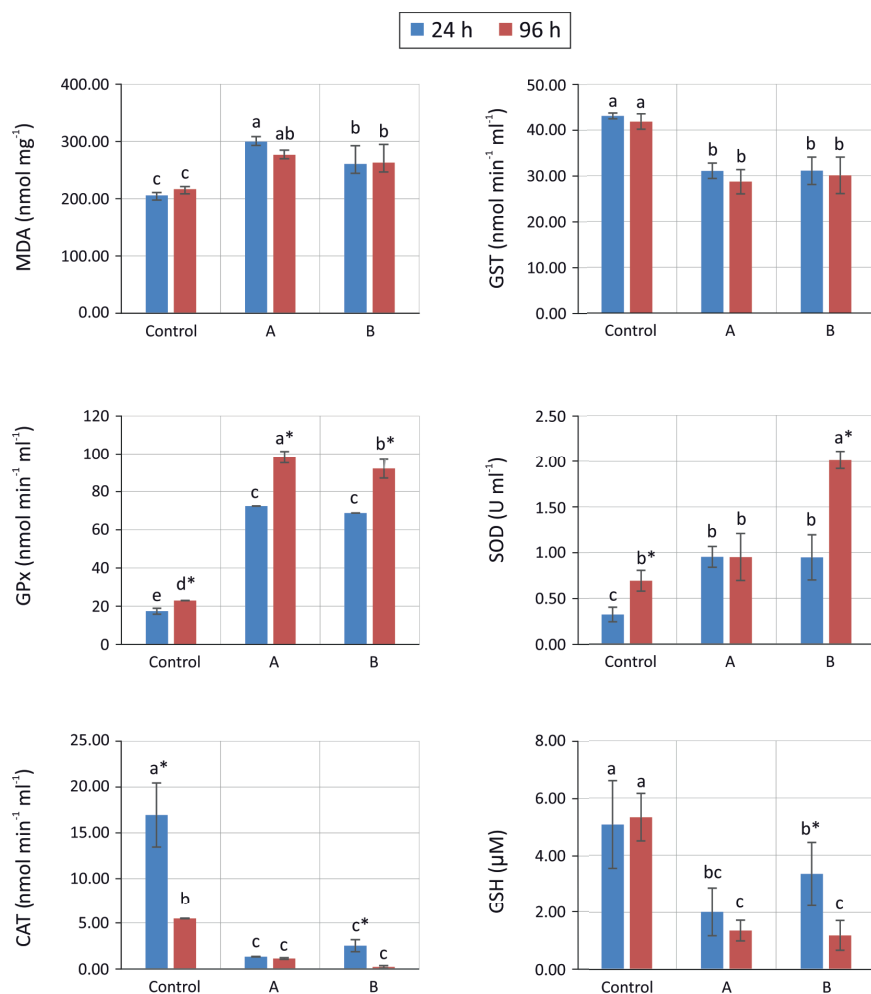 24 h 96 h
MDA (nmol mg⁻¹)
400.00
300.00
200.00
100.00
0.00
c c a ab b b
Control A B
GST (nmol min⁻¹ ml⁻¹)
50.00
40.00
30.00
20.00
10.00
0.00
a a b b b b
Control A B
GPx (nmol min⁻¹ ml⁻¹)
120
100
80
60
40
20
0
e d* c a* c b*
Control A B
SOD (U ml⁻¹)
2.50
2.00
1.50
1.00
0.50
0.00
c b* b b b a*
Control A B
CAT (nmol min⁻¹ ml⁻¹)
25.00
20.00
15.00
10.00
5.00
0.00
a* b c c c* c
Control A B
GSH (µM)
8.00
6.00
4.00
2.00
0.00
a a bc c b* c
Control A B